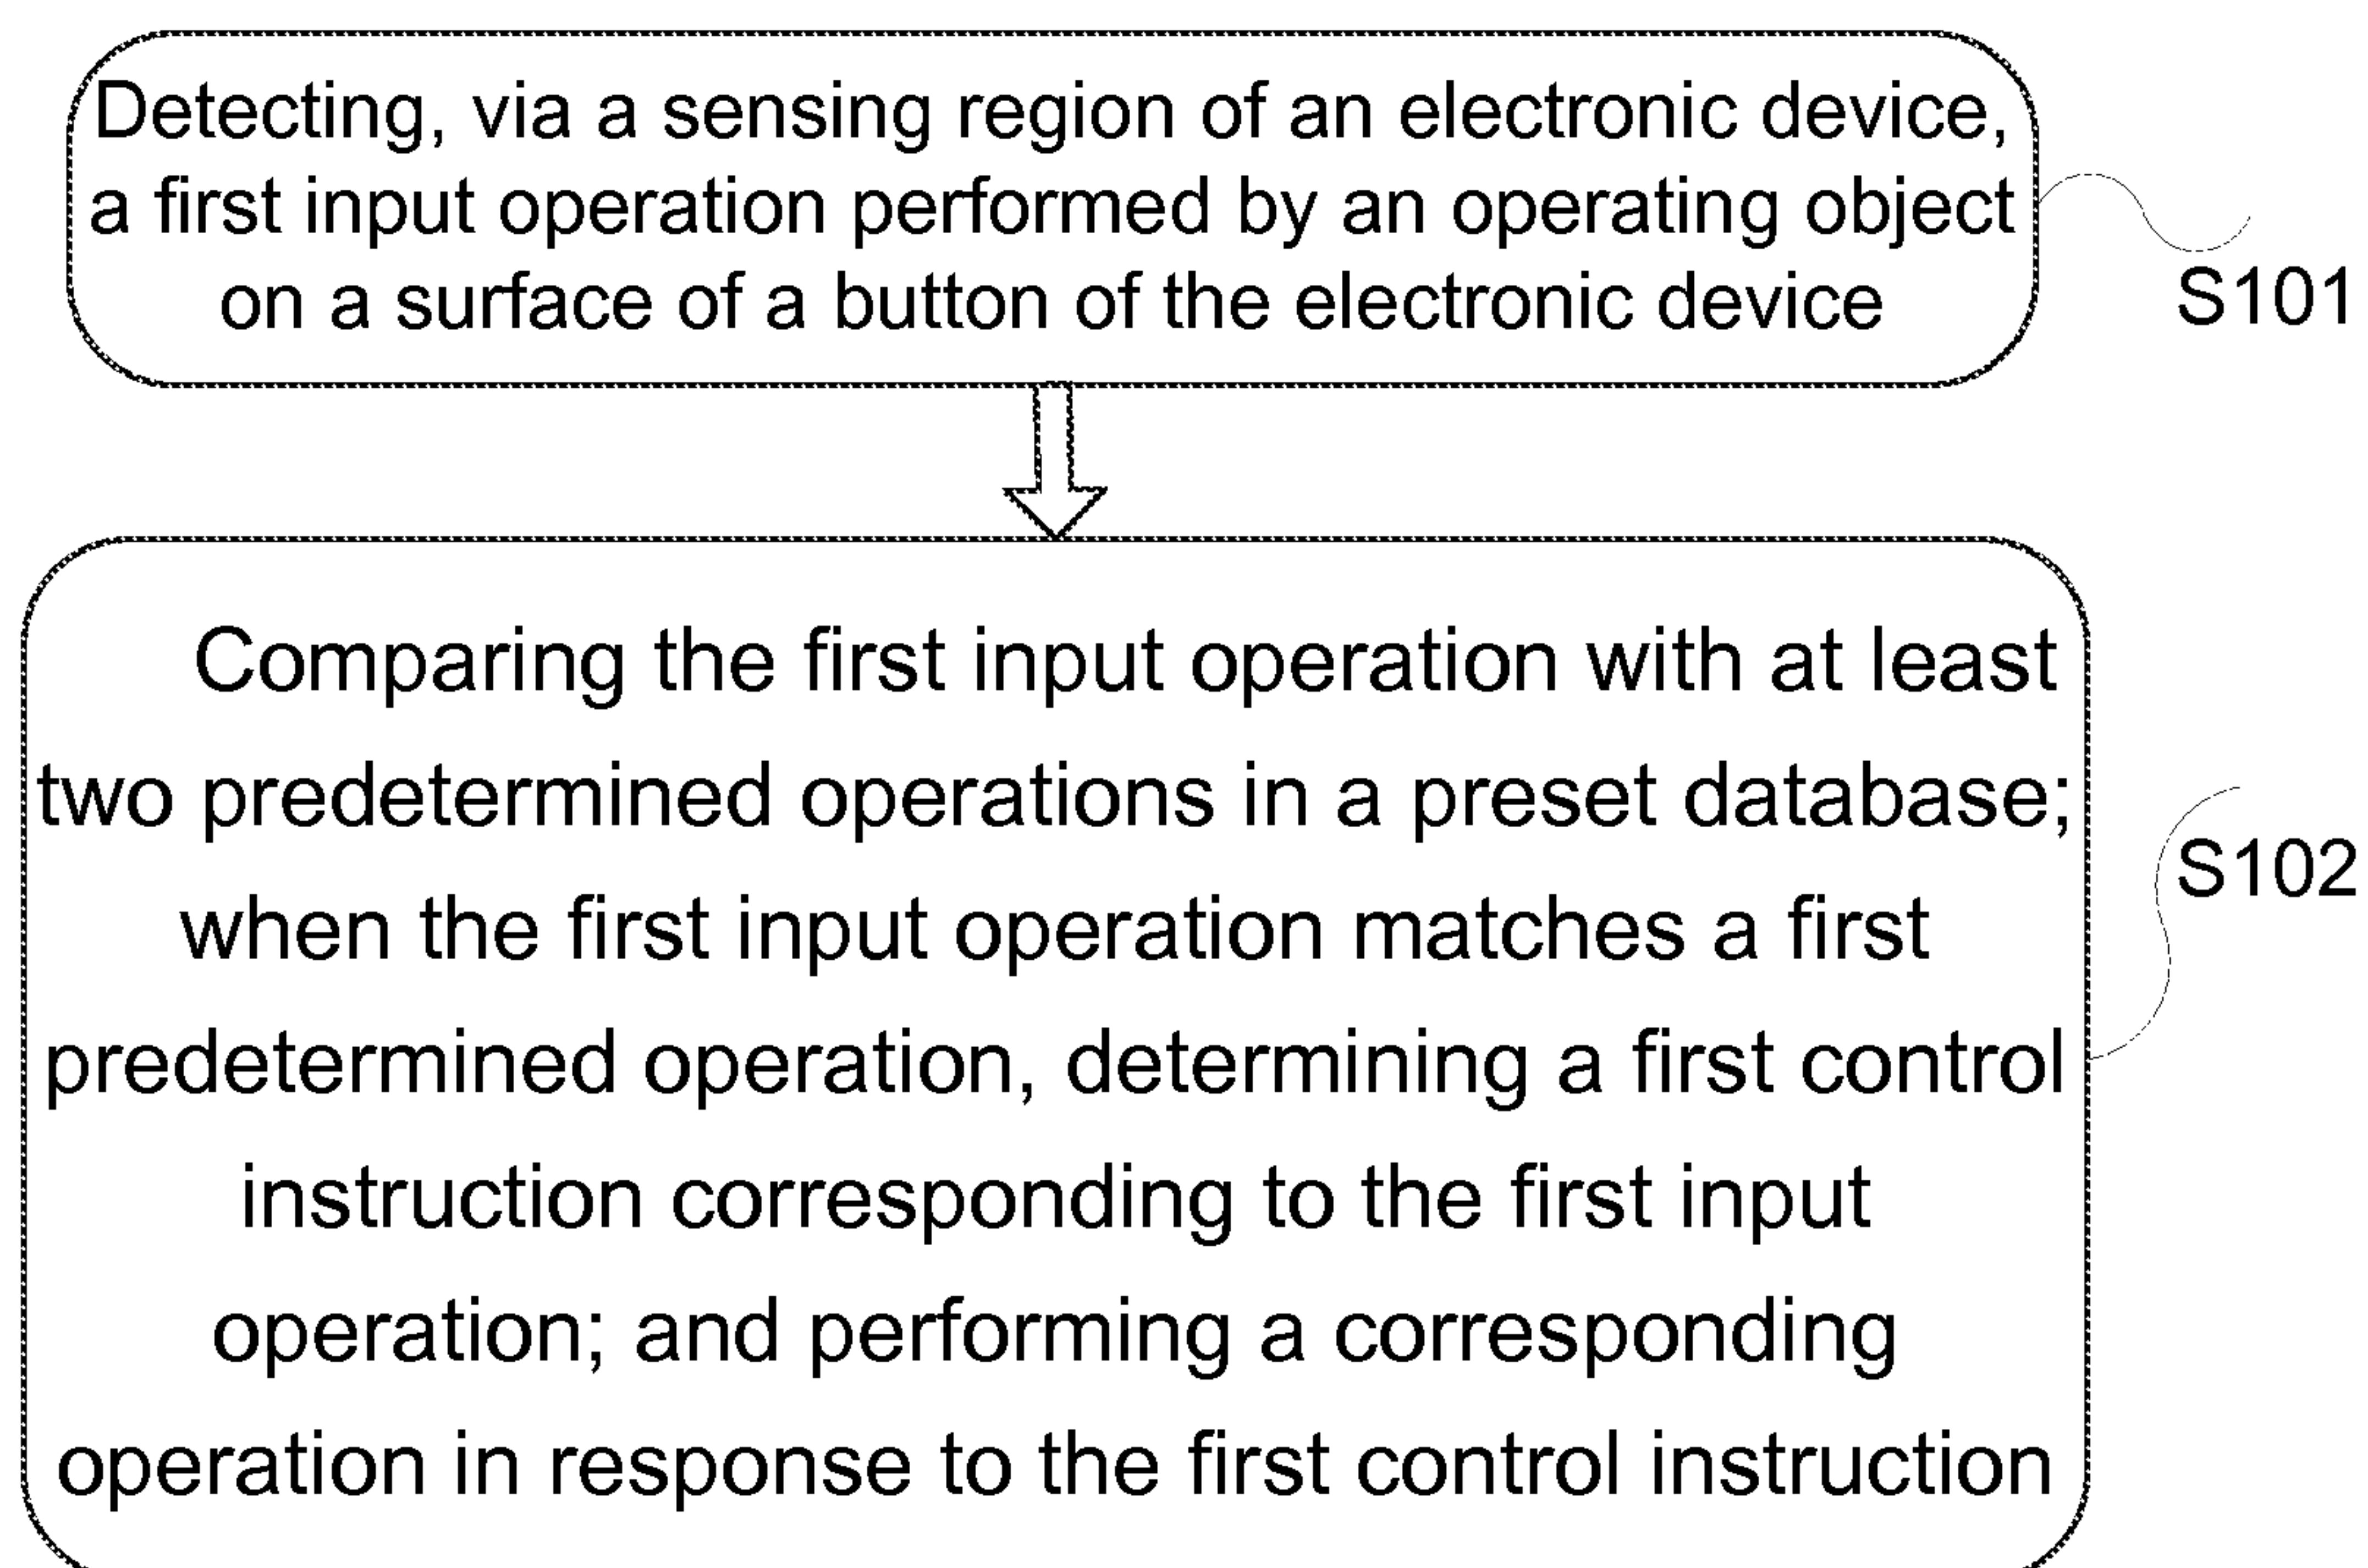 Detecting, via a sensing region of an electronic device,
a first input operation performed by an operating object
on a surface of a button of the electronic device
S101
Comparing the first input operation with at least
two predetermined operations in a preset database;
when the first input operation matches a first
predetermined operation, determining a first control
instruction corresponding to the first input
operation; and performing a corresponding
operation in response to the first control instruction
S102